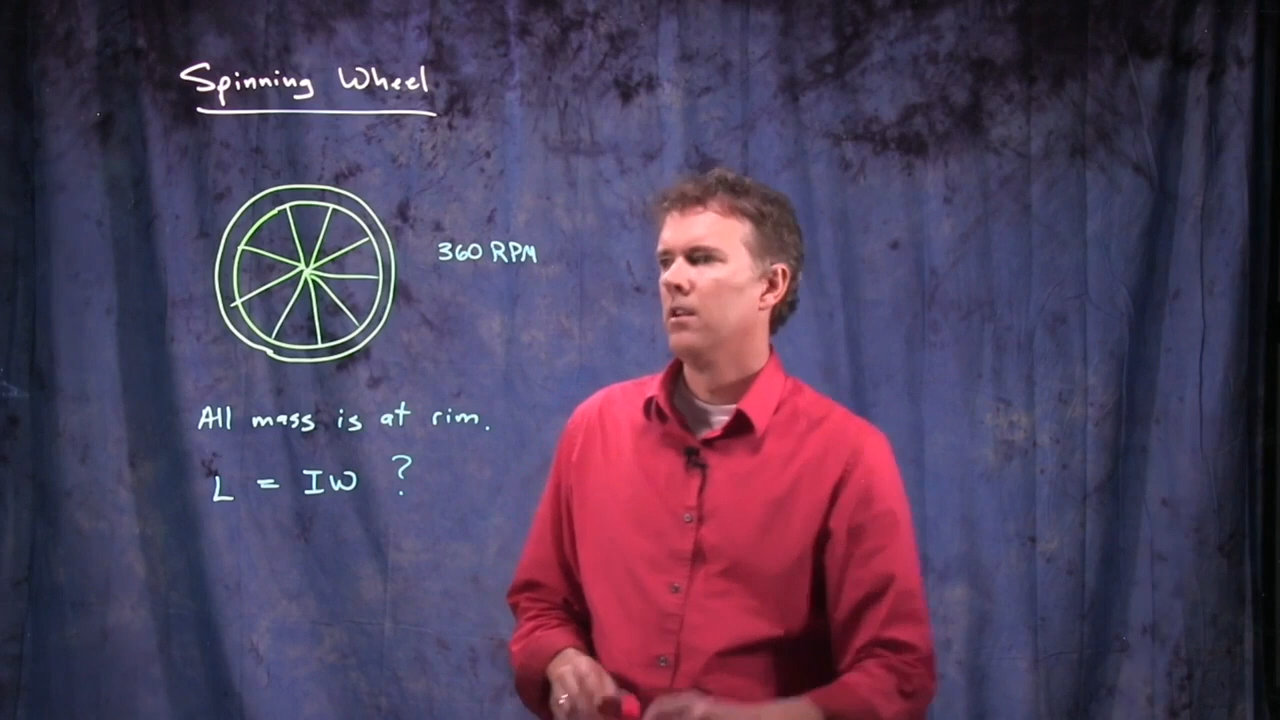 Spinning Wheel
360 RPM
All mass is at rim.
L = Iω ?